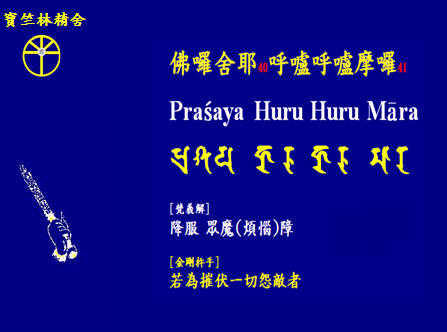 寶竺林精舍
佛囉舍耶40呼嚧呼嚧摩囉41
Praśaya Huru Huru Māra
[梵義解]
降服 眾魔(煩惱)障
[金剛杵手]
若為摧伏一切怨敵者